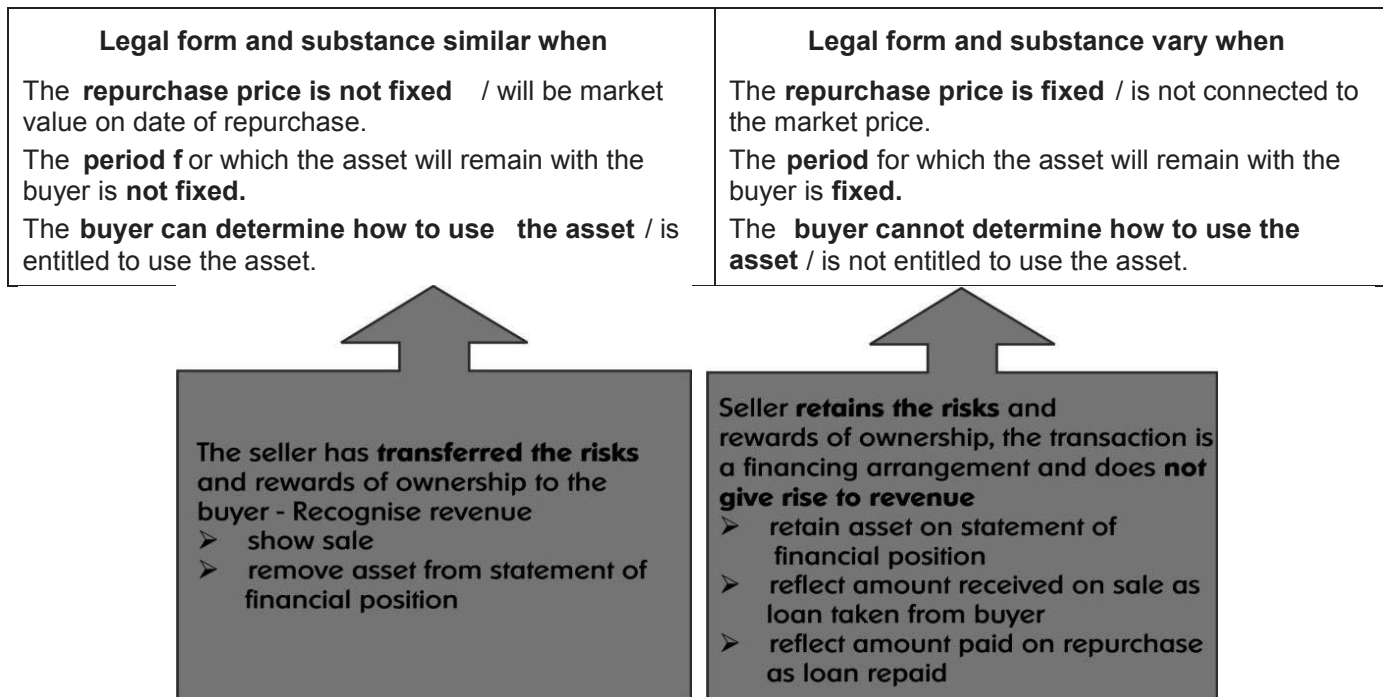 Legal form and substance similar when
The repurchase price is not fixed / will be market
value on date of repurchase.
The period f or which the asset will remain with the
buyer is not fixed.
The buyer can determine how to use the asset / is
entitled to use the asset.
Legal form and substance vary when
The repurchase price is fixed / is not connected to
the market price.
The period for which the asset will remain with the
buyer is fixed.
The buyer cannot determine how to use the
asset / is not entitled to use the asset.
The seller has transferred the risks
and rewards of ownership to the
buyer - Recognise revenue
➢ show sale
➢ remove asset from statement of
financial position
Seller retains the risks and
rewards of ownership, the transaction is
a financing arrangement and does not
give rise to revenue
➢ retain asset on statement of
financial position
➢ reflect amount received on sale as
loan taken from buyer
➢ reflect amount paid on repurchase
as loan repaid